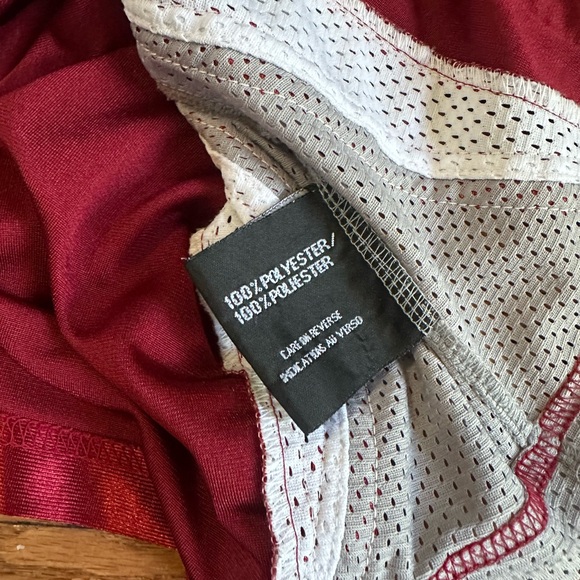 100% POLYESTER/
100% POLIESTER
CARE ON REVERSE
INDICATIONS AU VERSO